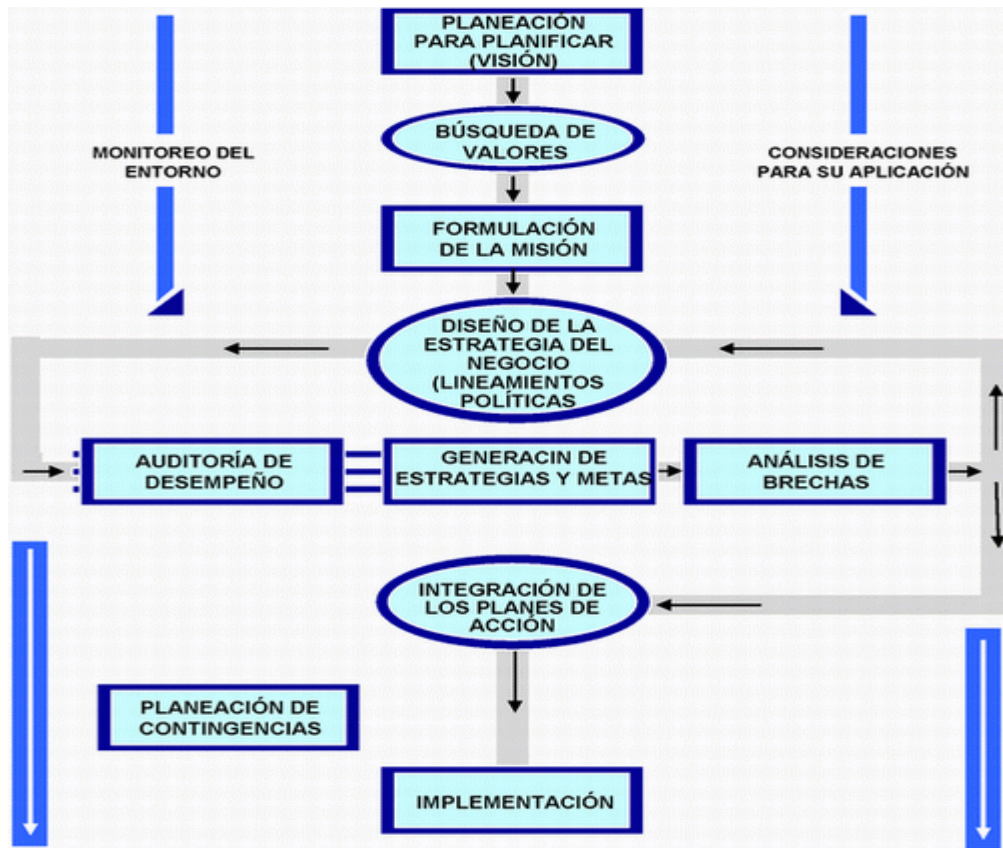 PLANEACIÓN
PARA PLANIFICAR
(VISIÓN)
BÚSQUEDA DE
VALORES
MONITOREO DEL
ENTORNO
CONSIDERACIONES
PARA SU APLICACIÓN
FORMULACIÓN
DE LA MISIÓN
DISEÑO DE LA
ESTRATEGIA DEL
NEGOCIO
(LINEAMIENTOS
POLÍTICAS
AUDITORÍA DE
DESEMPEÑO
GENERACIN DE
ESTRATEGIAS Y METAS
ANÁLISIS DE
BRECHAS
INTEGRACIÓN DE
LOS PLANES DE
ACCIÓN
PLANEACIÓN DE
CONTINGENCIAS
IMPLEMENTACIÓN